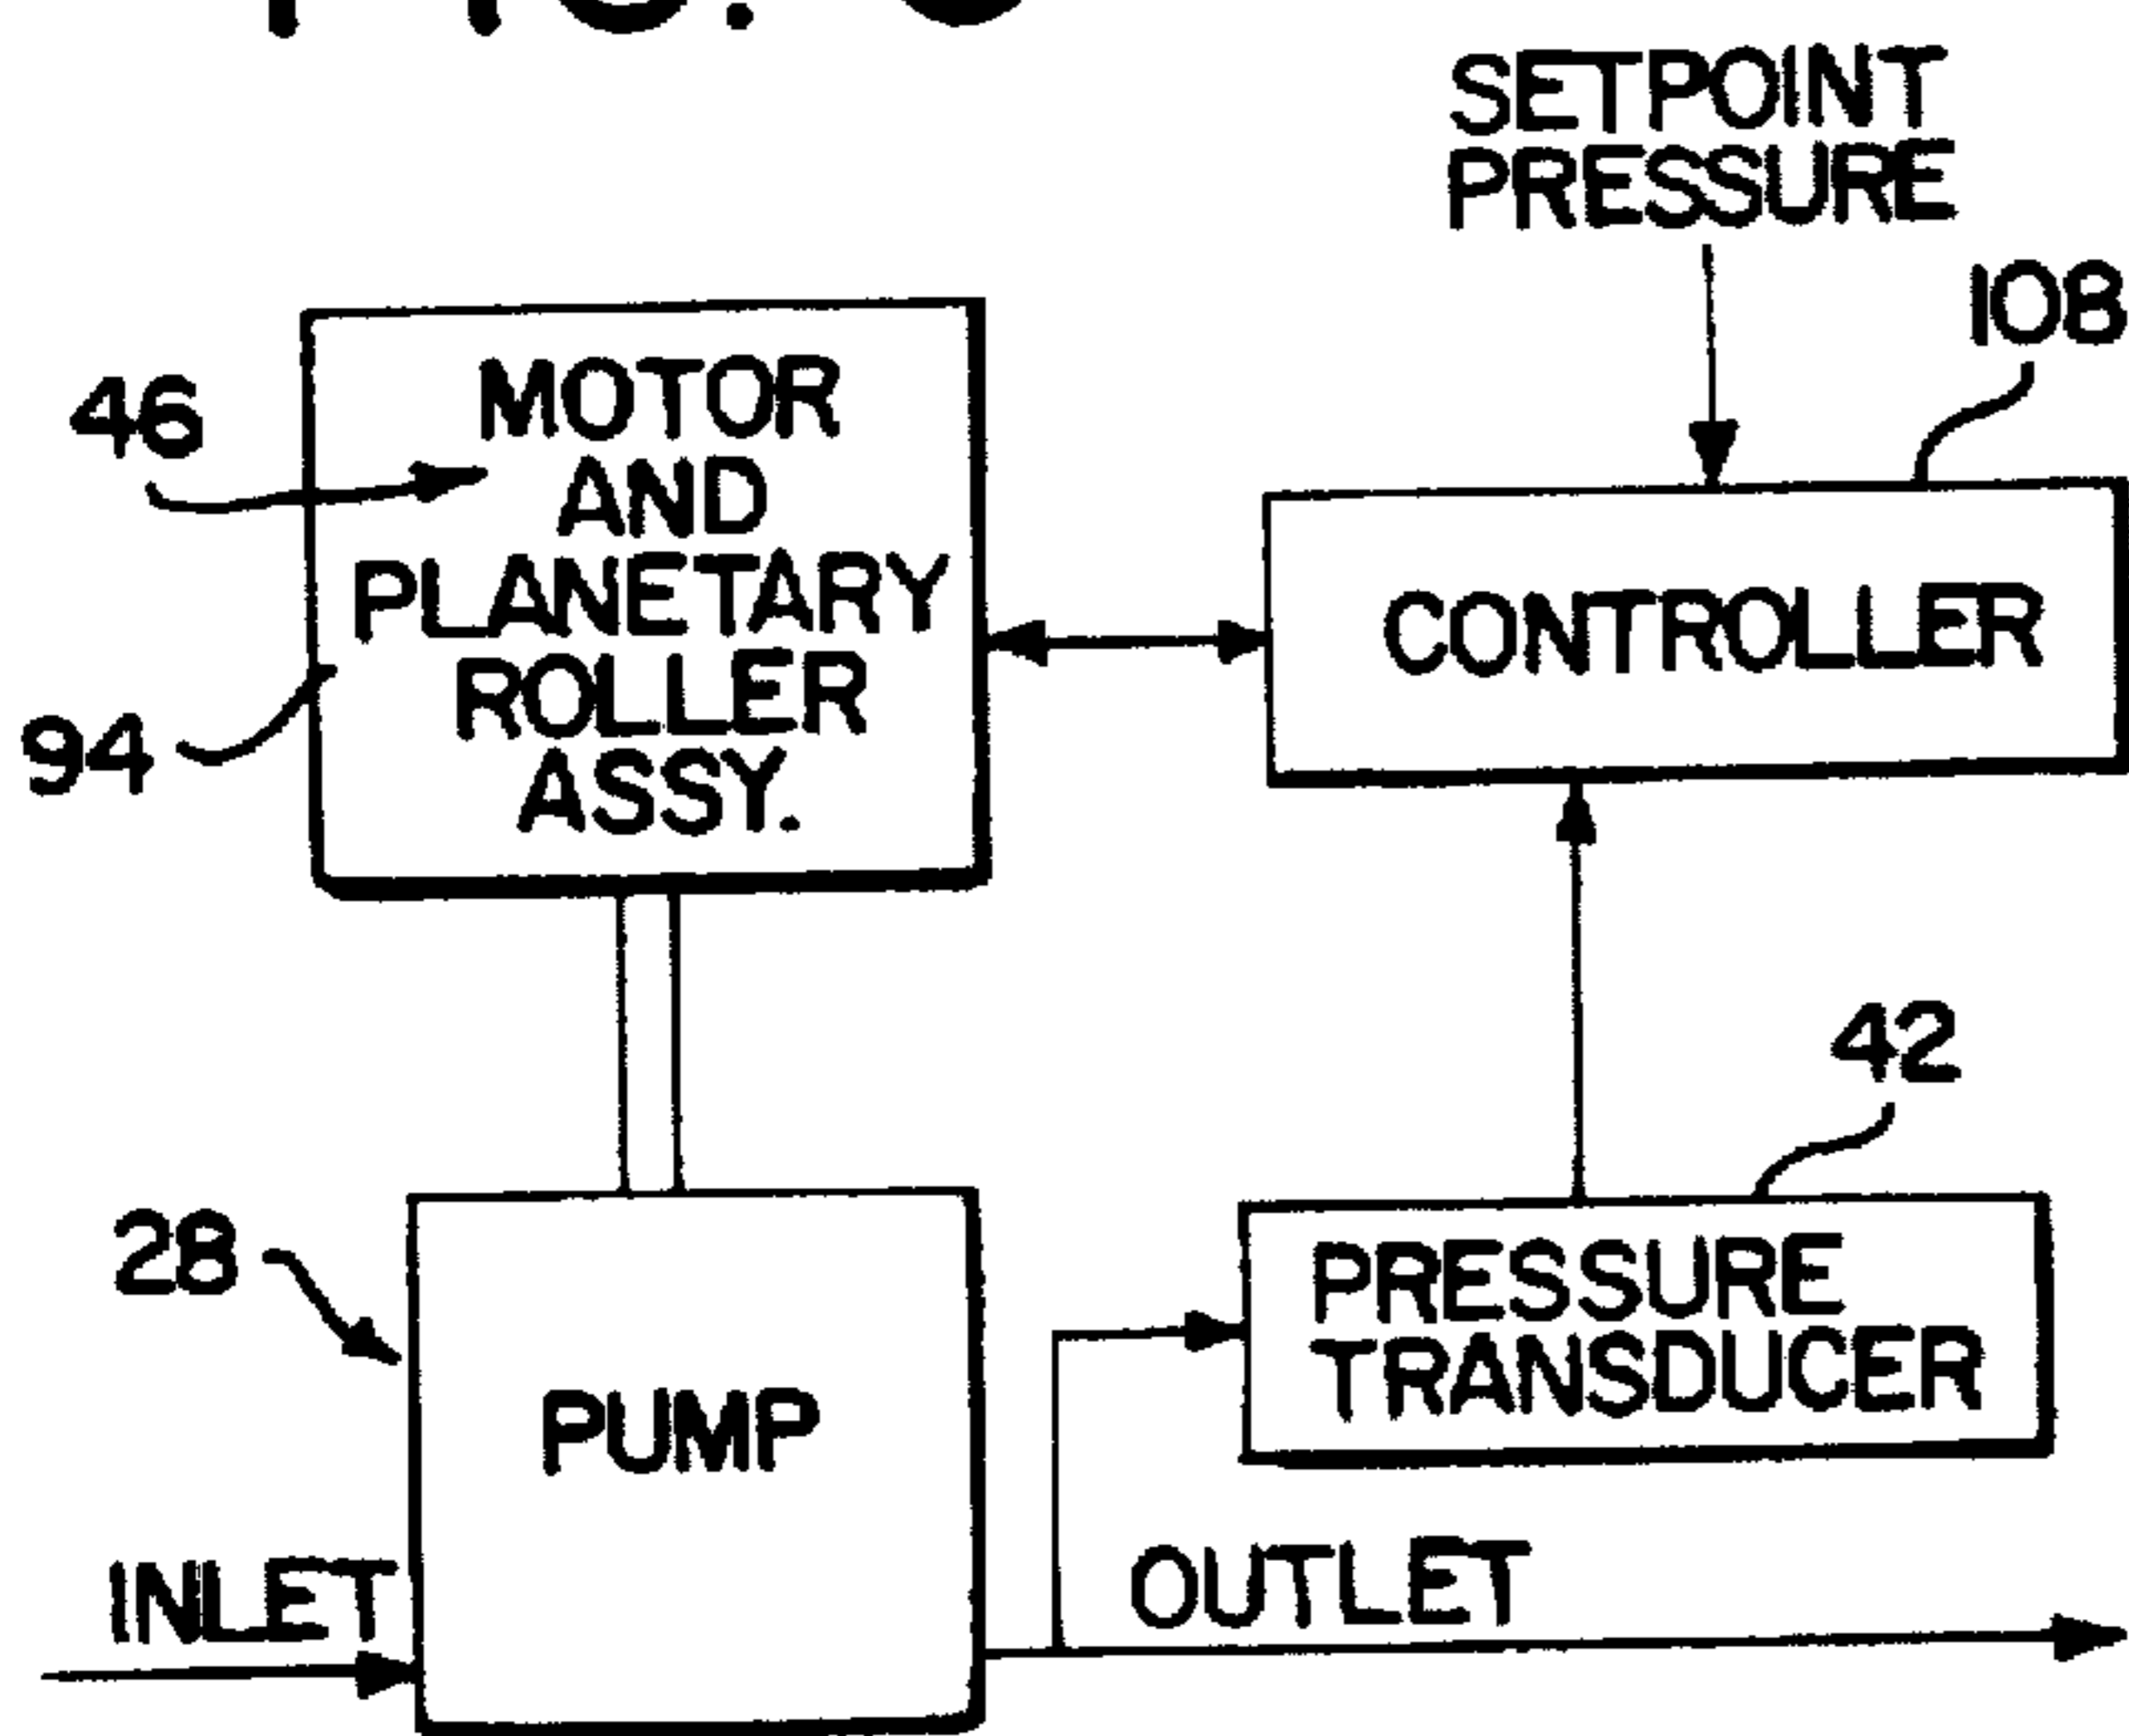 SETPOINT
PRESSURE
108
46
MOTOR
AND
PLANETARY
ROLLER
ASSY.
94
CONTROLLER
42
28
PUMP
PRESSURE
TRANSDUCER
INLET
OUTLET